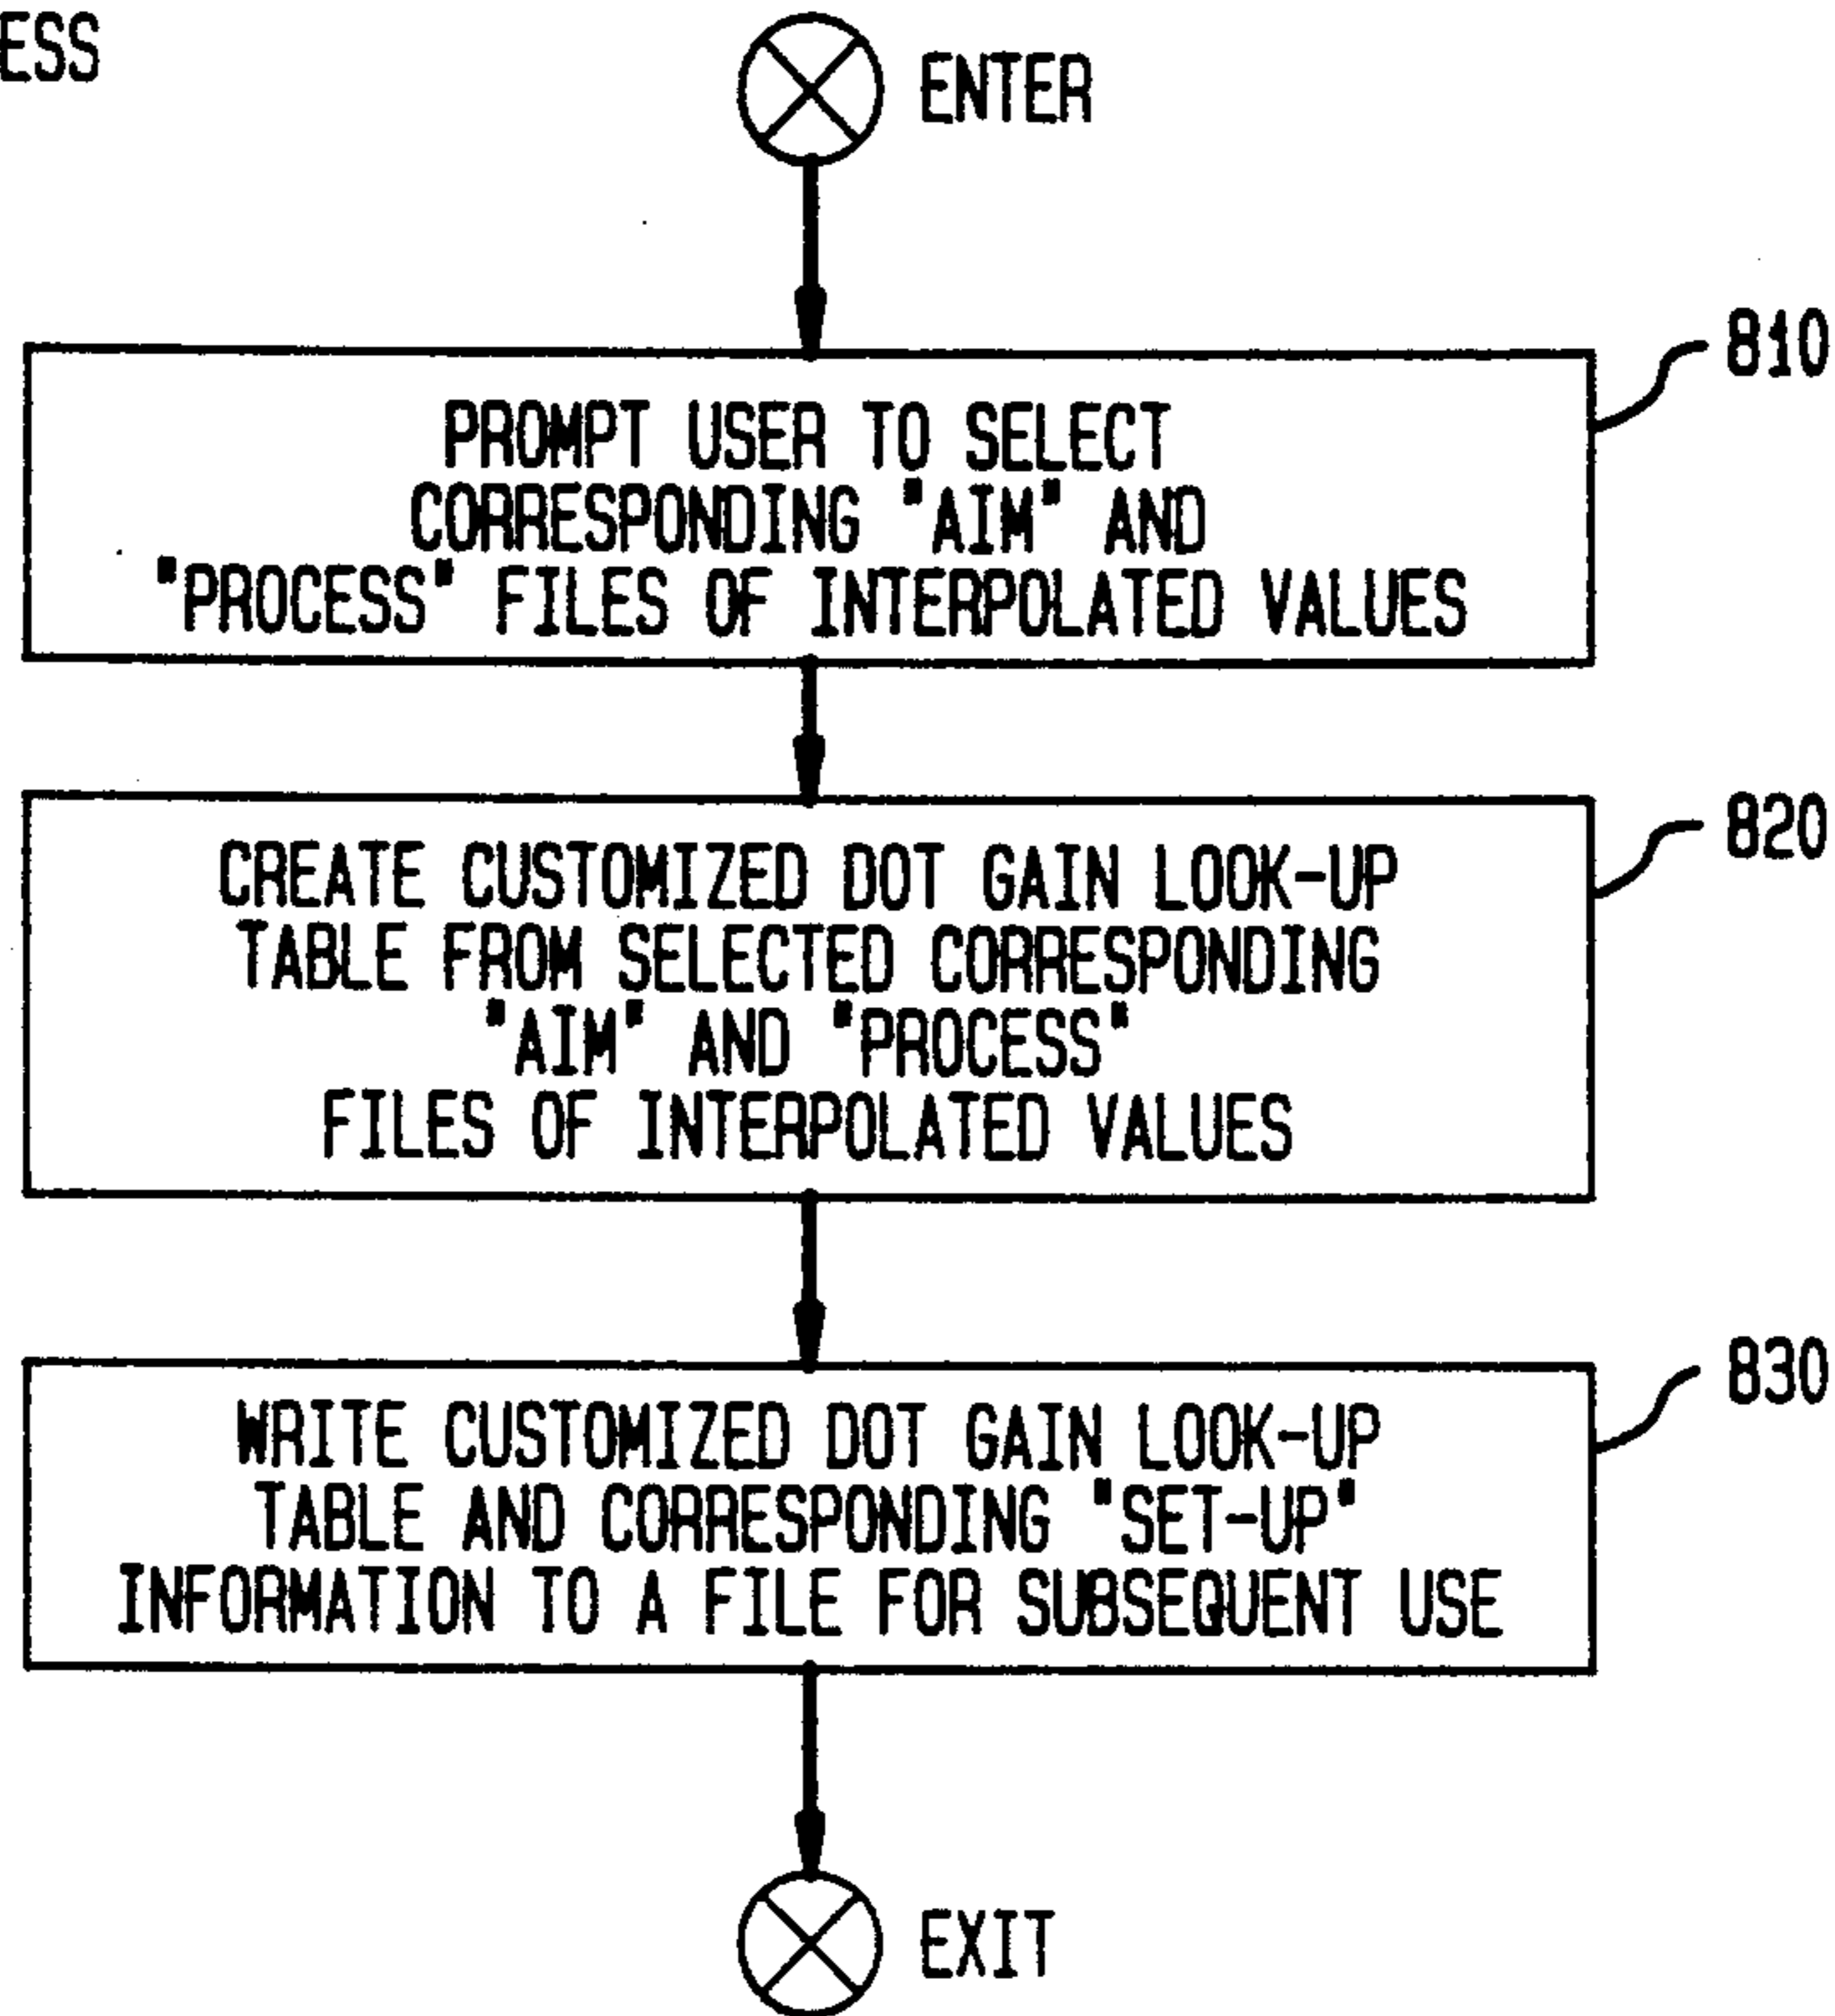 ESS
ENTER
810
PROMPT USER TO SELECT
CORRESPONDING "AIM" AND
"PROCESS" FILES OF INTERPOLATED VALUES
820
CREATE CUSTOMIZED DOT GAIN LOOK-UP
TABLE FROM SELECTED CORRESPONDING
"AIM" AND "PROCESS"
FILES OF INTERPOLATED VALUES
830
WRITE CUSTOMIZED DOT GAIN LOOK-UP
TABLE AND CORRESPONDING "SET-UP"
INFORMATION TO A FILE FOR SUBSEQUENT USE
EXIT